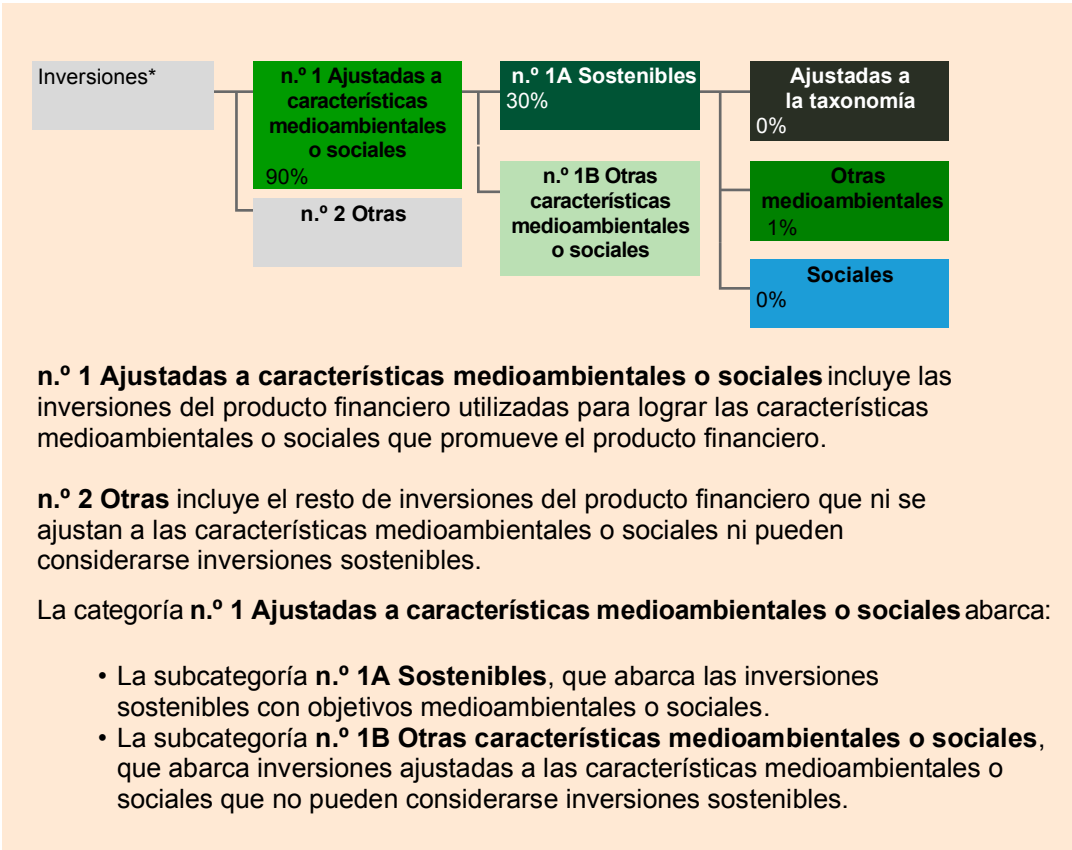 Inversiones*
n.º 1 Ajustadas a
características
medioambientales
o sociales
90%
n.º 2 Otras
n.º 1A Sostenibles
30%
n.º 1B Otras
características
medioambientales
o sociales
Ajustadas a
la taxonomía
0%
Otras
medioambientales
1%
Sociales
0%
n.º 1 Ajustadas a características medioambientales o sociales incluye las
inversiones del producto financiero utilizadas para lograr las características
medioambientales o sociales que promueve el producto financiero.
n.º 2 Otras incluye el resto de inversiones del producto financiero que ni se
ajustan a las características medioambientales o sociales ni pueden
considerarse inversiones sostenibles.
La categoría n.º 1 Ajustadas a características medioambientales o sociales abarca:
• La subcategoría n.º 1A Sostenibles, que abarca las inversiones
sostenibles con objetivos medioambientales o sociales.
• La subcategoría n.º 1B Otras características medioambientales o sociales,
que abarca inversiones ajustadas a las características medioambientales o
sociales que no pueden considerarse inversiones sostenibles.